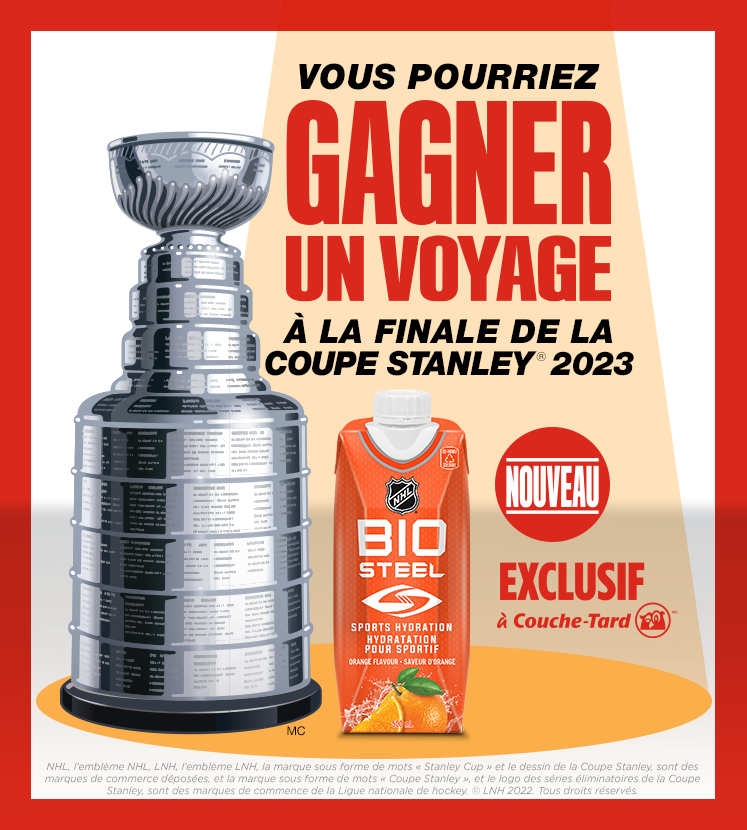 VOUS POURRIEZ
GAGNER
UN VOYAGE
À LA FINALE DE LA
COUPE STANLEY® 2023
NHL
BIO
STEEL
SPORTS HYDRATION
HYDRATATION
POUR SPORTIF
ORANGE FLAVOUR • SAVEUR D'ORANGE
500 mL
NOUVEAU
EXCLUSIF
à Couche-Tard MC
MC
NHL, l'emblème NHL, LNH, l'emblème LNH, la marque sous forme de mots « Stanley Cup » et le dessin de la Coupe Stanley, sont des
marques de commerce déposées, et la marque sous forme de mots « Coupe Stanley », et le logo des séries éliminatoires de la Coupe
Stanley, sont des marques de commence de la Ligue nationale de hockey. © LNH 2022. Tous droits réservés.